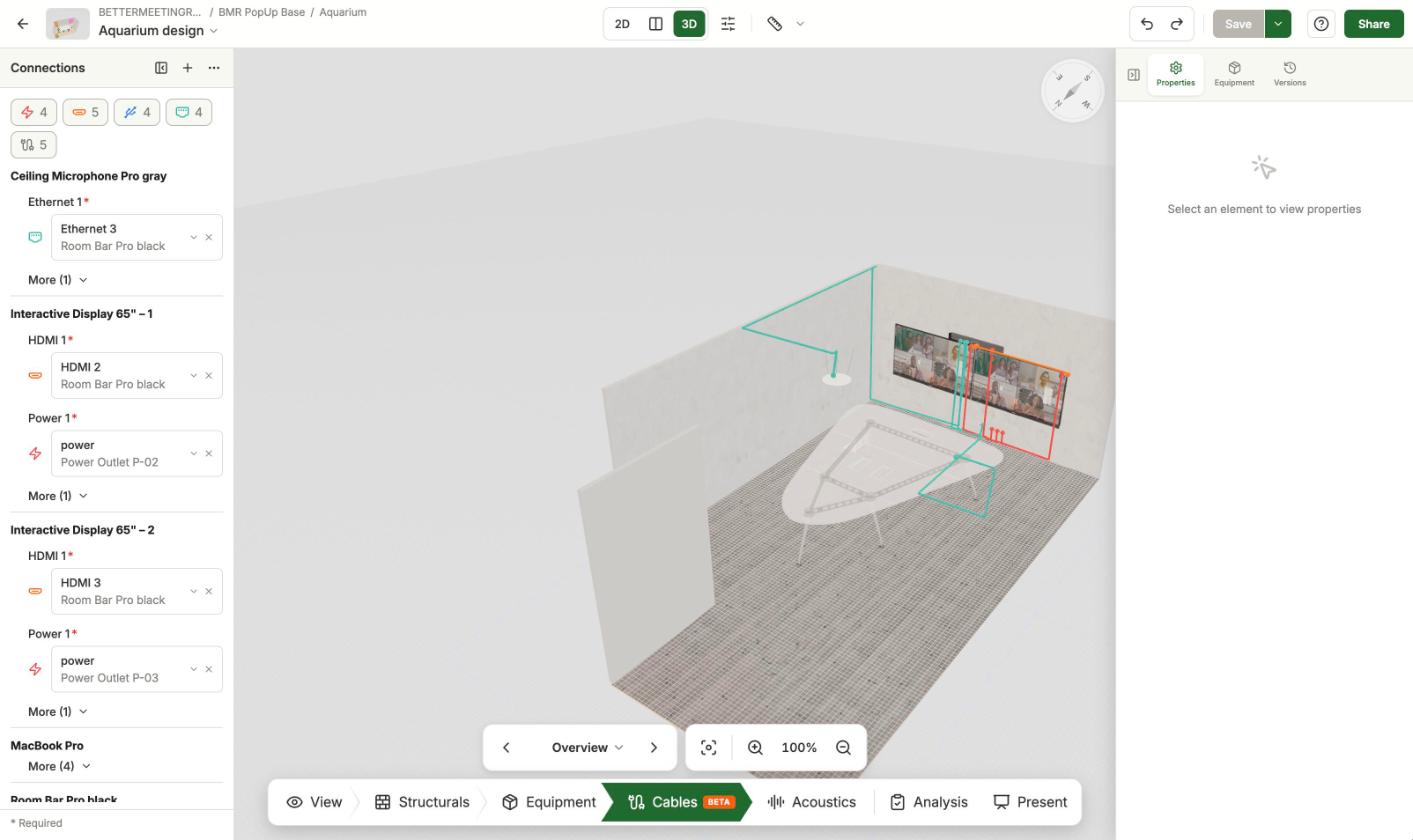 BETTERMEETINGR... / BMR PopUp Base / Aquarium
Aquarium design
2D
3D
Save
Share
Connections
4
5
4
4
5
Ceiling Microphone Pro gray
Ethernet 1*
Ethernet 3
Room Bar Pro black
More (1)
Interactive Display 65" – 1
HDMI 1*
HDMI 2
Room Bar Pro black
Power 1*
power
Power Outlet P-02
More (1)
Interactive Display 65" – 2
HDMI 1*
HDMI 3
Room Bar Pro black
Power 1*
power
Power Outlet P-03
More (1)
MacBook Pro
More (4)
Room Bar Pro black
* Required
E
S
N
W
Properties
Equipment
Versions
Select an element to view properties
Overview
100%
View
Structurals
Equipment
Cables BETA
Acoustics
Analysis
Present